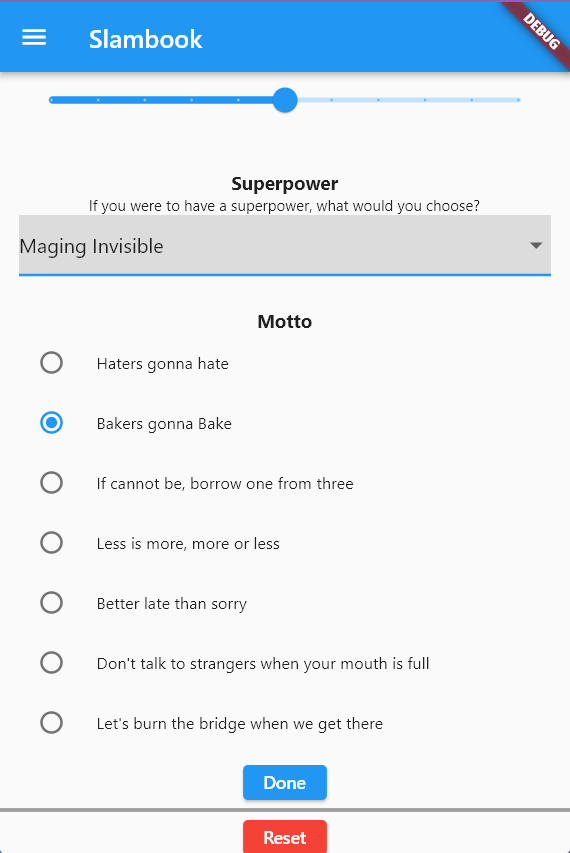 Slambook
DEBUG
Superpower
If you were to have a superpower, what would you choose?
Maging Invisible
Motto
Haters gonna hate
Bakers gonna Bake
If cannot be, borrow one from three
Less is more, more or less
Better late than sorry
Don't talk to strangers when your mouth is full
Let's burn the bridge when we get there
Done
Reset